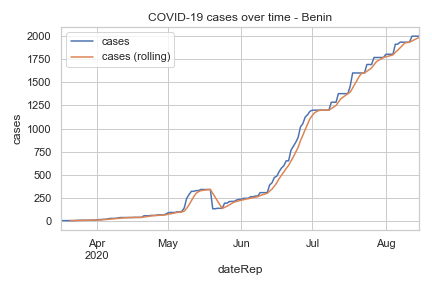 COVID-19 cases over time - Benin
cases
cases (rolling)
2000
1750
1500
1250
1000
750
500
250
0
cases
Apr
2020
May
Jun
Jul
Aug
dateRep